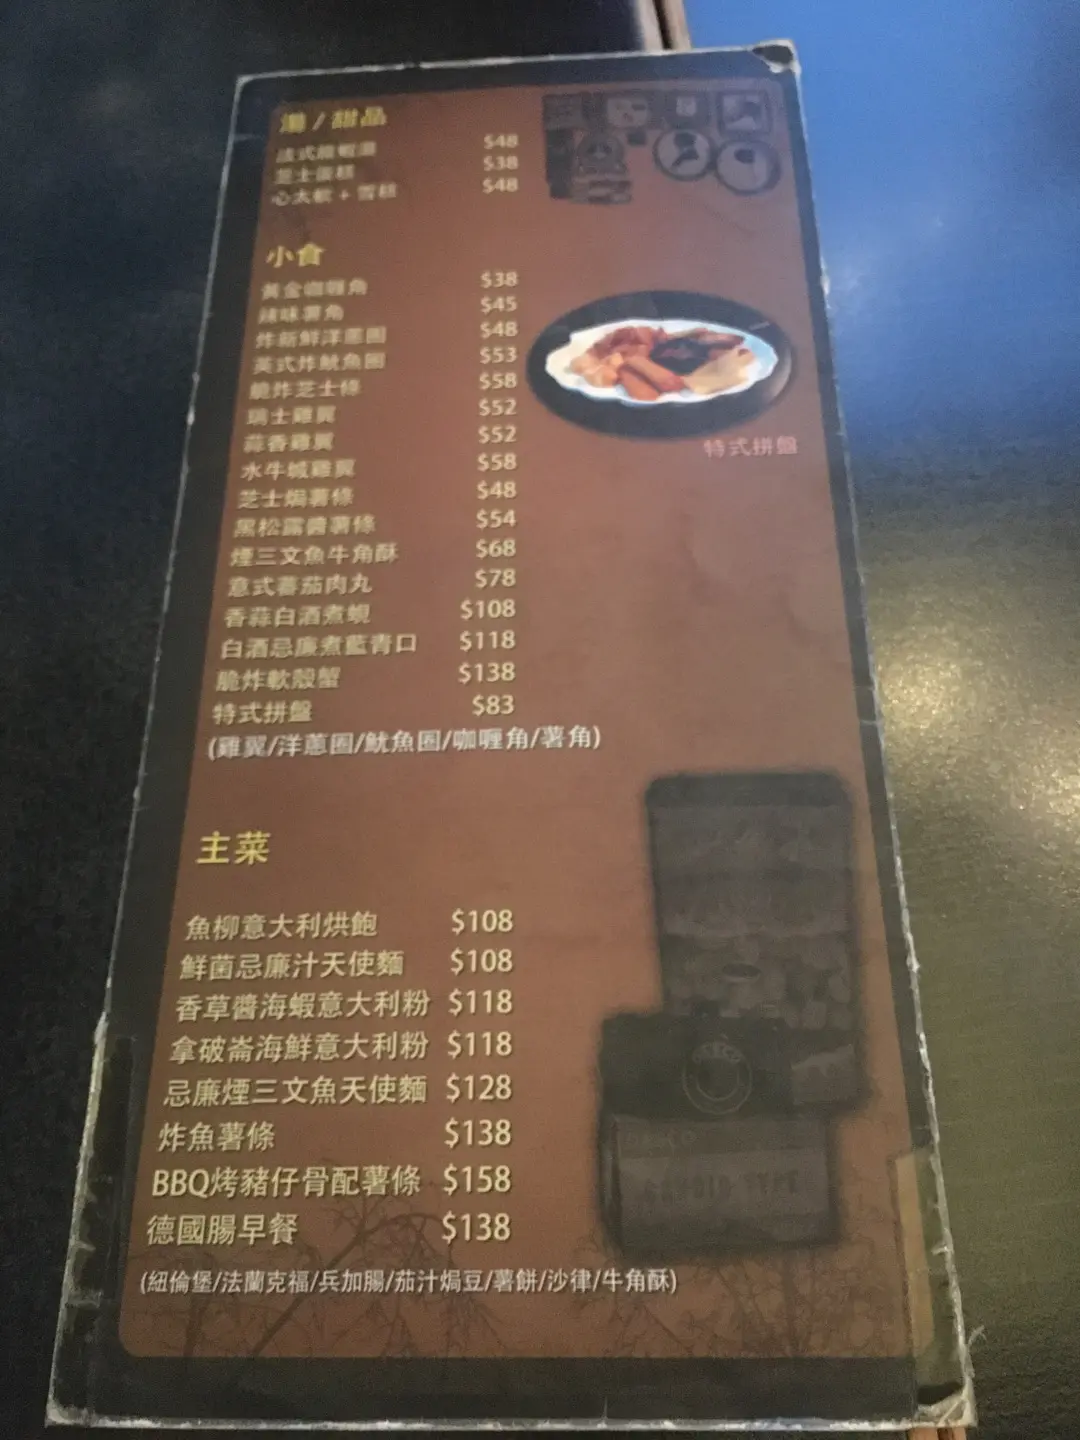 湯 / 甜品
法式龍蝦湯 $48
芝士蛋糕 $38
心太軟 + 雪糕 $48
小食
黃金咖喱角 $38
辣味薯角 $45
炸新鮮洋蔥圈 $48
英式炸魷魚圈 $53
脆炸芝士條 $58
瑞士雞翼 $52
蒜香雞翼 $52
水牛城雞翼 $58
芝士焗薯條 $48
黑松露醬薯條 $54
煙三文魚牛角酥 $68
意式蕃茄肉丸 $78
香蒜白酒煮蜆 $108
白酒忌廉煮藍青口 $118
脆炸軟殼蟹 $138
特式拼盤 $83
(雞翼/洋蔥圈/魷魚圈/咖喱角/薯角)
特式拼盤
主菜
魚柳意大利烘飽 $108
鮮菌忌廉汁天使麵 $108
香草醬海蝦意大利粉 $118
拿破崙海鮮意大利粉 $118
忌廉煙三文魚天使麵 $128
炸魚薯條 $138
BBQ烤豬仔骨配薯條 $158
德國腸早餐 $138
(紐倫堡/法蘭克福/兵加腸/茄汁焗豆/薯餅/沙律/牛角酥)